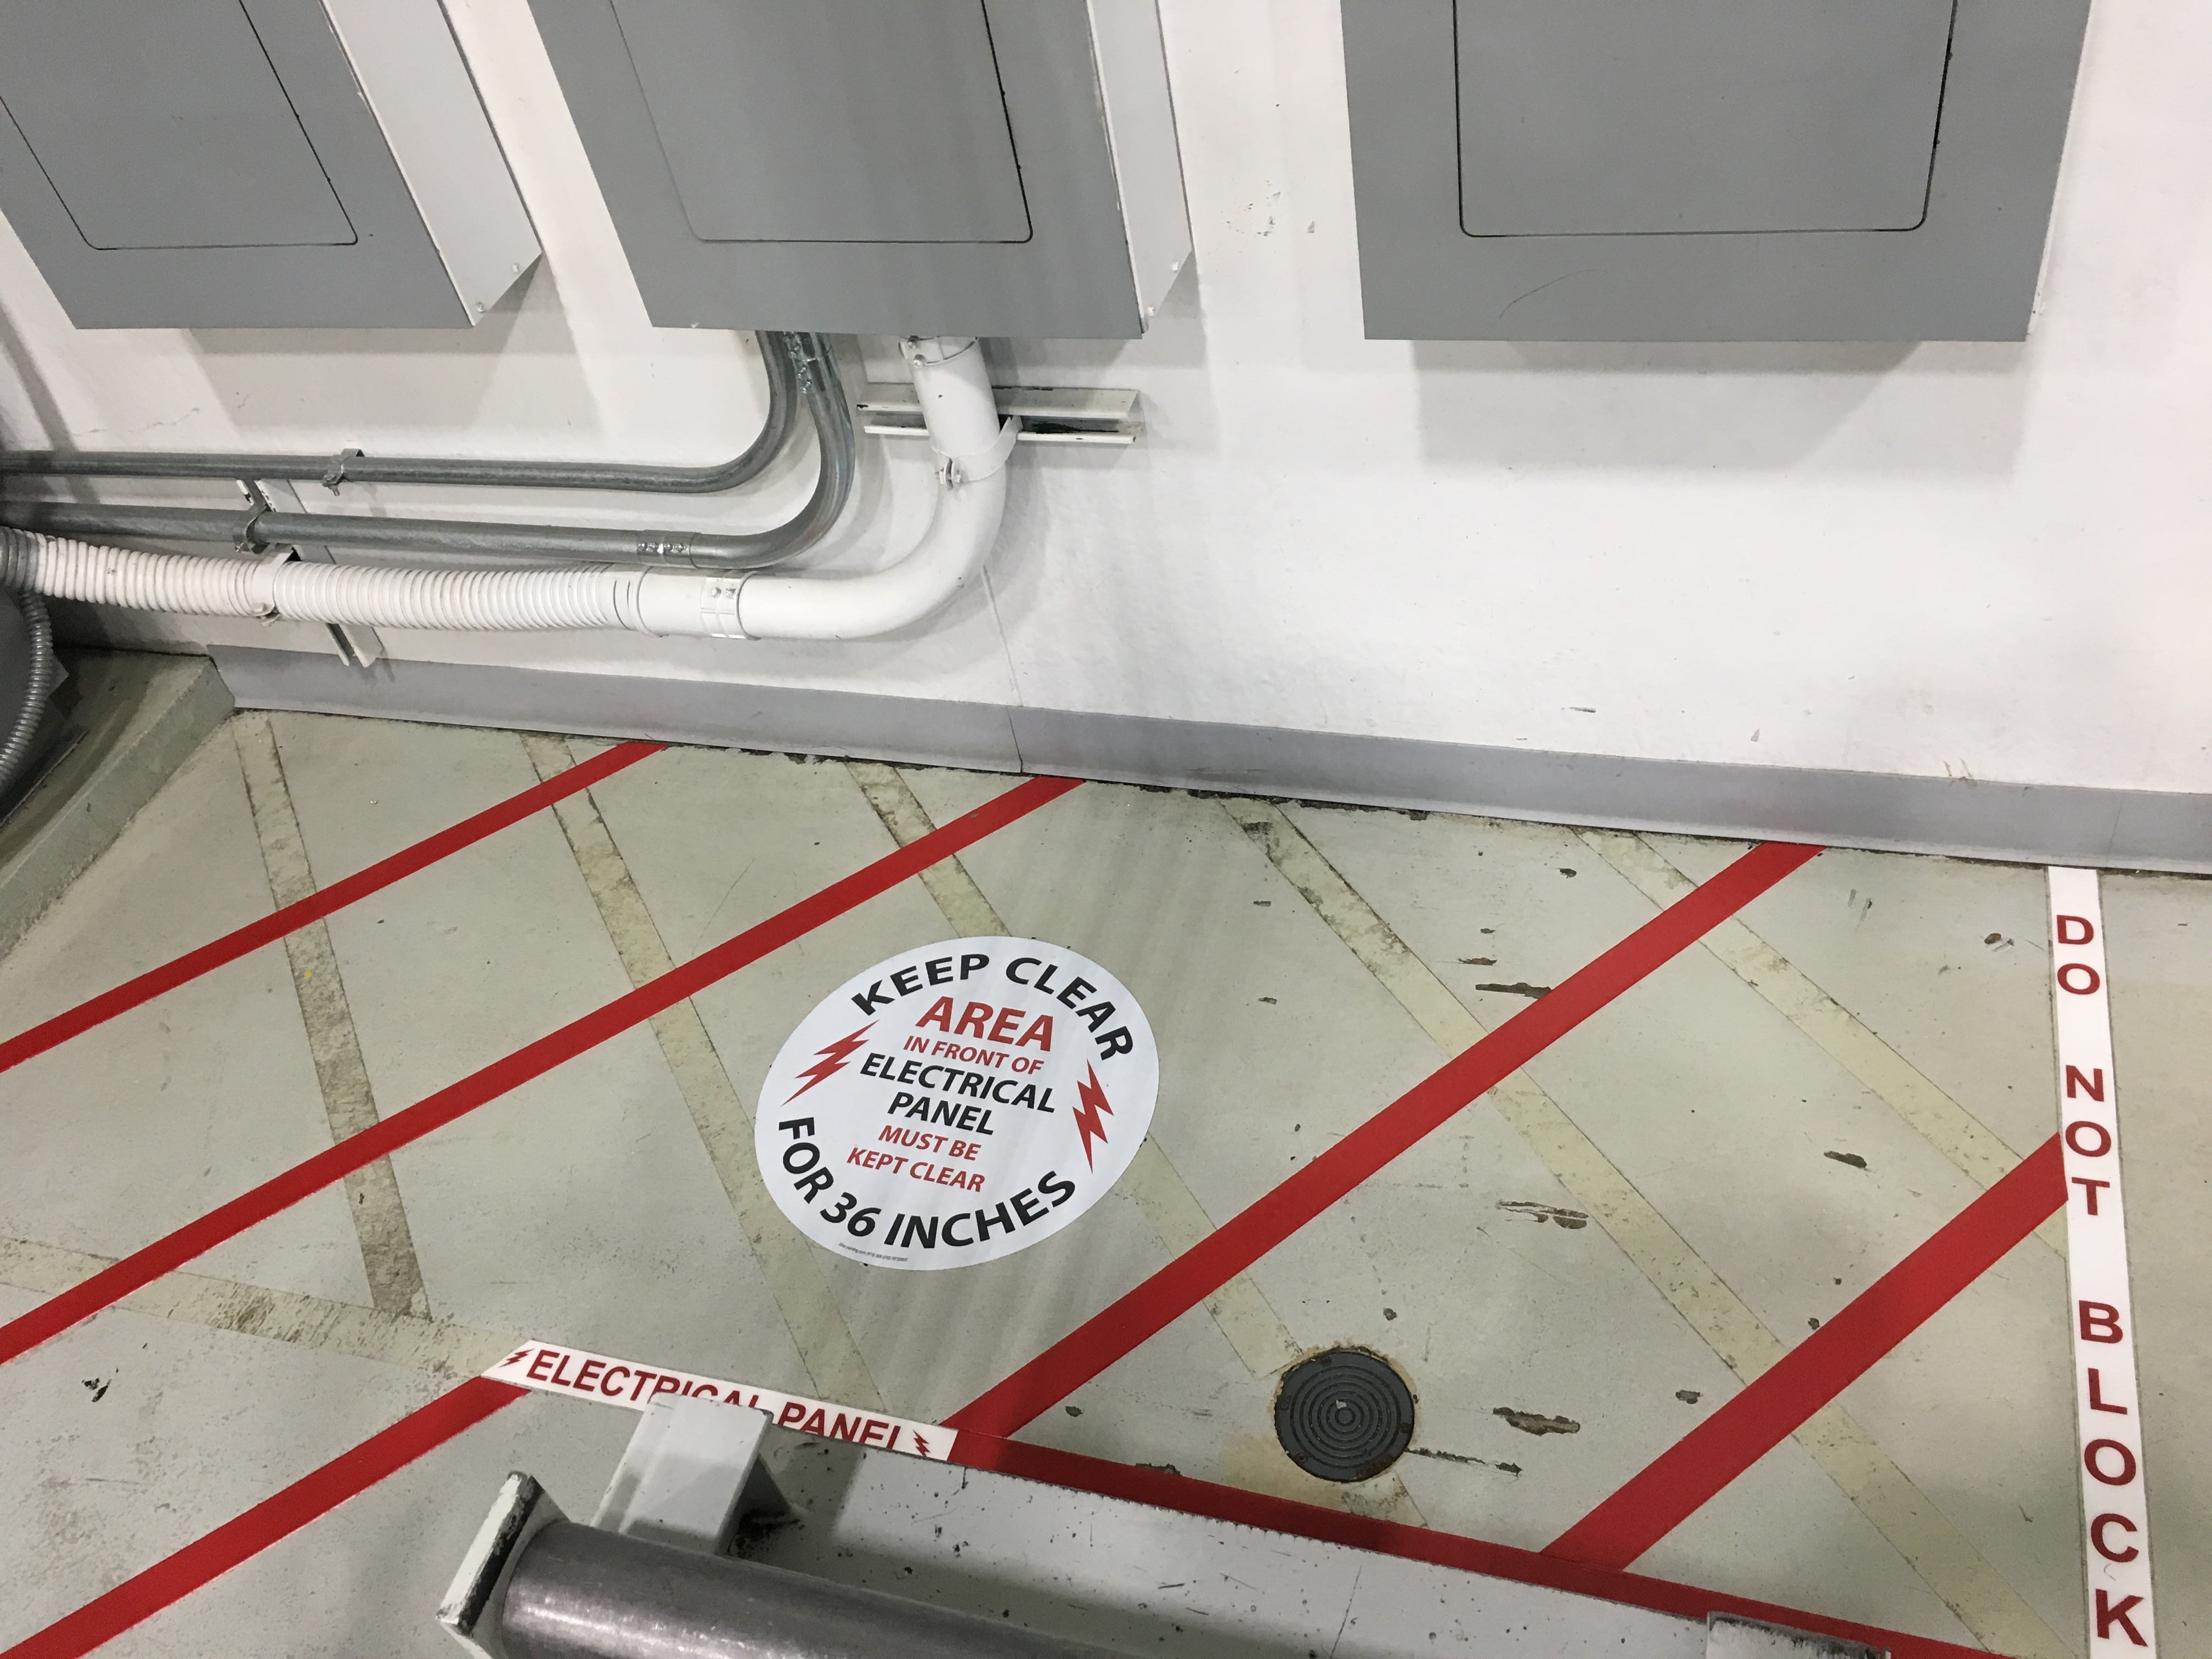 KEEP CLEAR
AREA
IN FRONT OF
ELECTRICAL
PANEL
MUST BE
KEPT CLEAR
FOR 36 INCHES
ELECTRICAL PANEL
DO NOT BLOCK